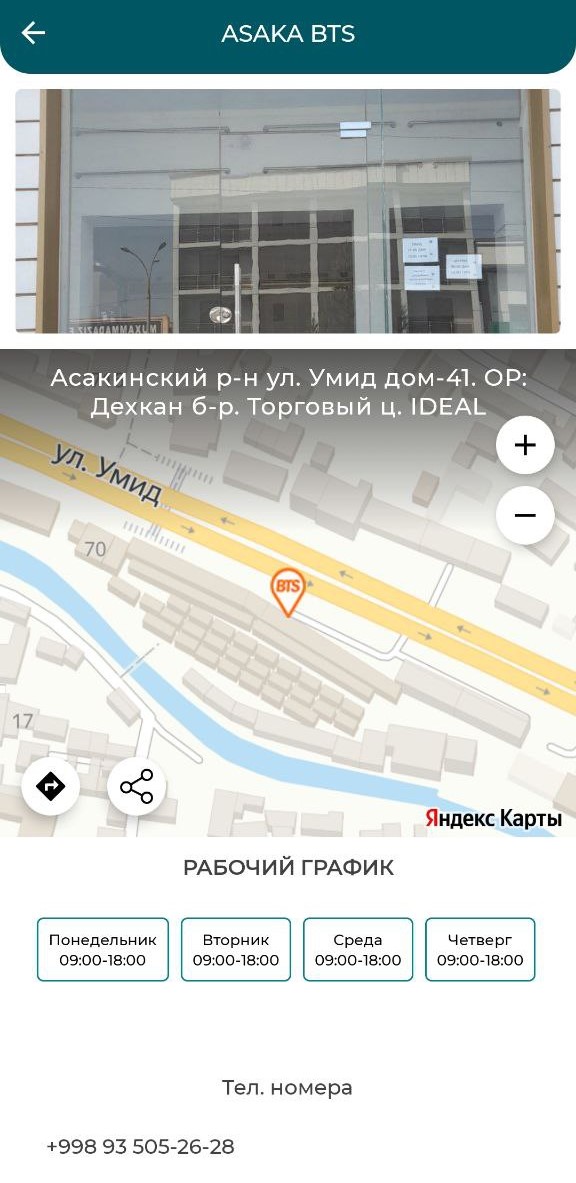 ASAKA BTS
Асакинский р-н ул. Умид дом-41. ОР:
Дехкан б-р. Торговый ц. IDEAL
ул. Умид
70
BTS
17
Яндекс Карты
РАБОЧИЙ ГРАФИК
Понедельник
09:00-18:00
Вторник
09:00-18:00
Среда
09:00-18:00
Четверг
09:00-18:00
Тел. номера
+998 93 505-26-28